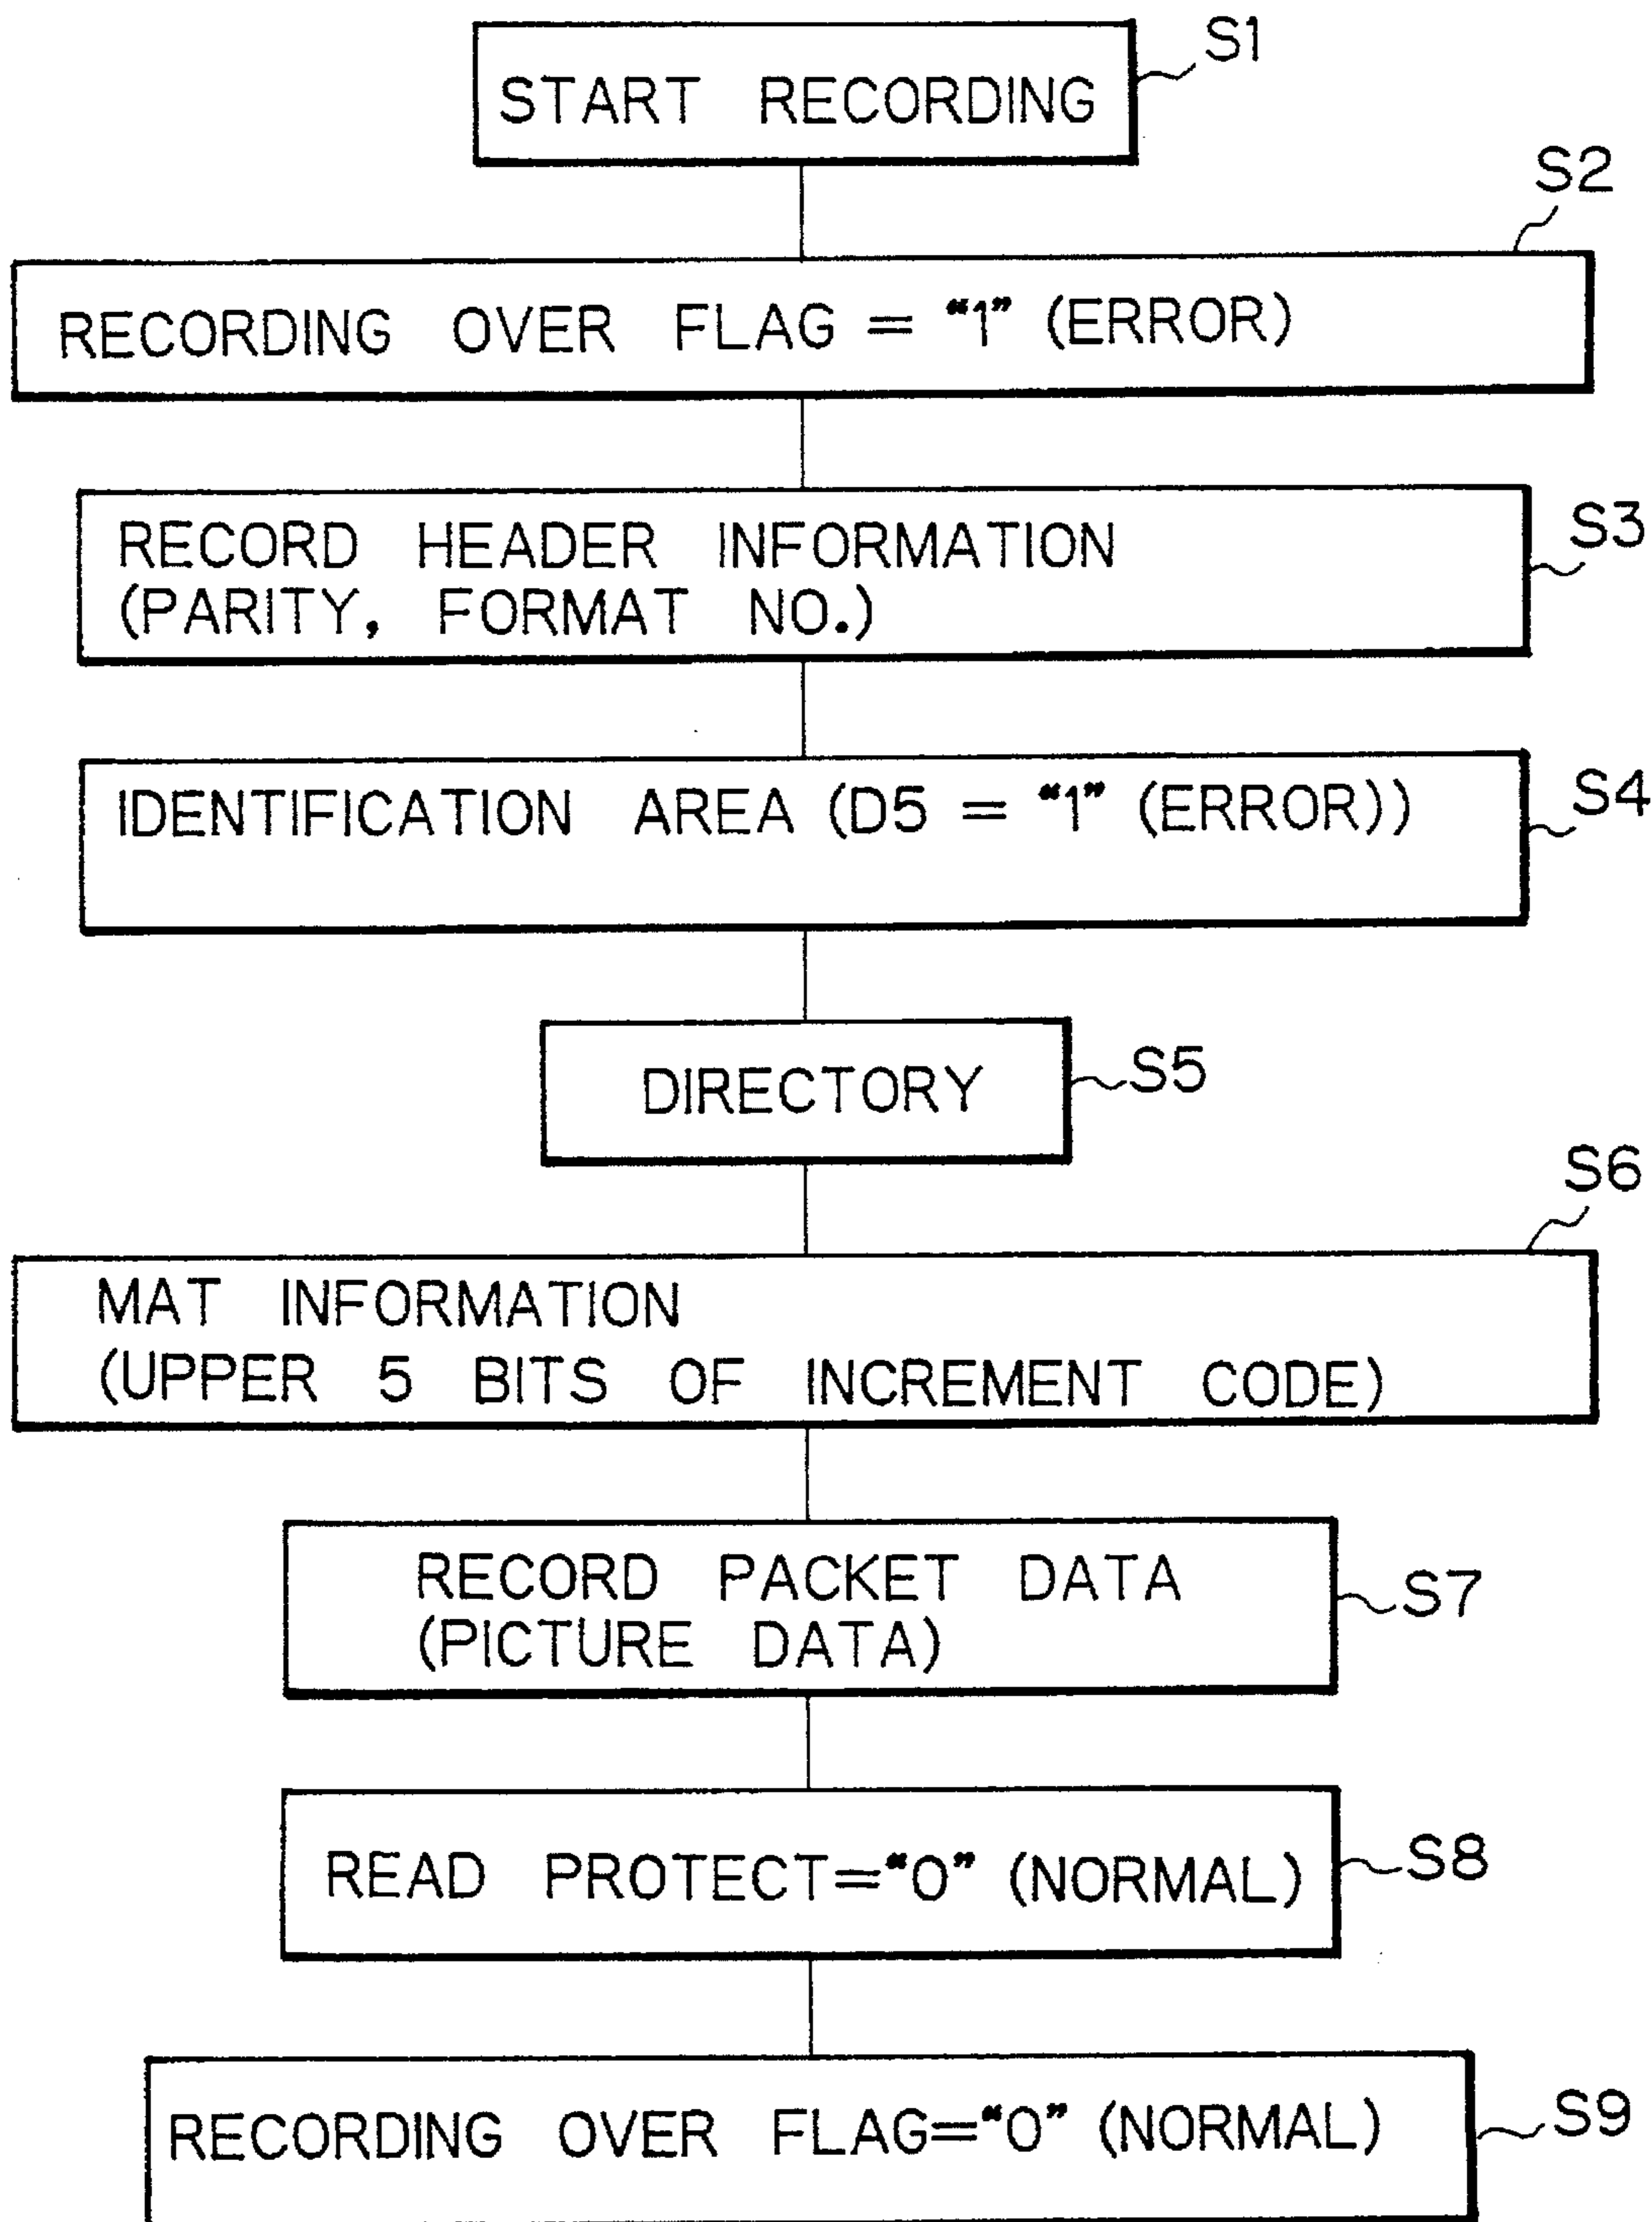 S1
START RECORDING
S2
RECORDING OVER FLAG = "1" (ERROR)
S3
RECORD HEADER INFORMATION
(PARITY, FORMAT NO.)
S4
IDENTIFICATION AREA (D5 = "1" (ERROR))
S5
DIRECTORY
S6
MAT INFORMATION
(UPPER 5 BITS OF INCREMENT CODE)
RECORD PACKET DATA
S7
(PICTURE DATA)
S8
READ PROTECT="0" (NORMAL)
S9
RECORDING OVER FLAG="0" (NORMAL)